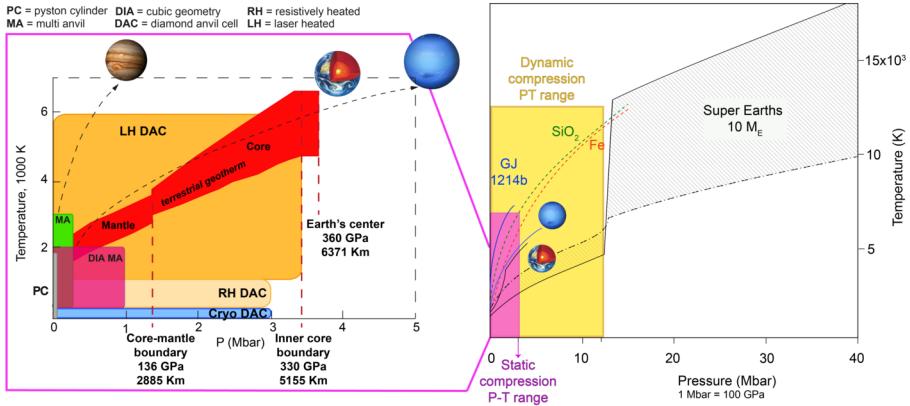 PC = pyston cylinder DIA = cubic geometry RH = resistively heated
MA = multi anvil DAC = diamond anvil cell LH = laser heated
Temperature, 1000 K
6
4
2
0
LH DAC
Core
terrestrial geotherm
Mantle
MA
DIA MA
PC
RH DAC
Cryo DAC
Earth's center
360 GPa
6371 Km
0 1 2 3 4 5
P (Mbar)
Core-mantle
boundary
136 GPa
2885 Km
Inner core
boundary
330 GPa
5155 Km
Dynamic
compression
PT range
SiO2
Fe
GJ
1214b
Super Earths
10 ME
15x10³
10
5
Temperature (K)
0 10 20 30 40
Static
compression
P-T range
Pressure (Mbar)
1 Mbar = 100 GPa